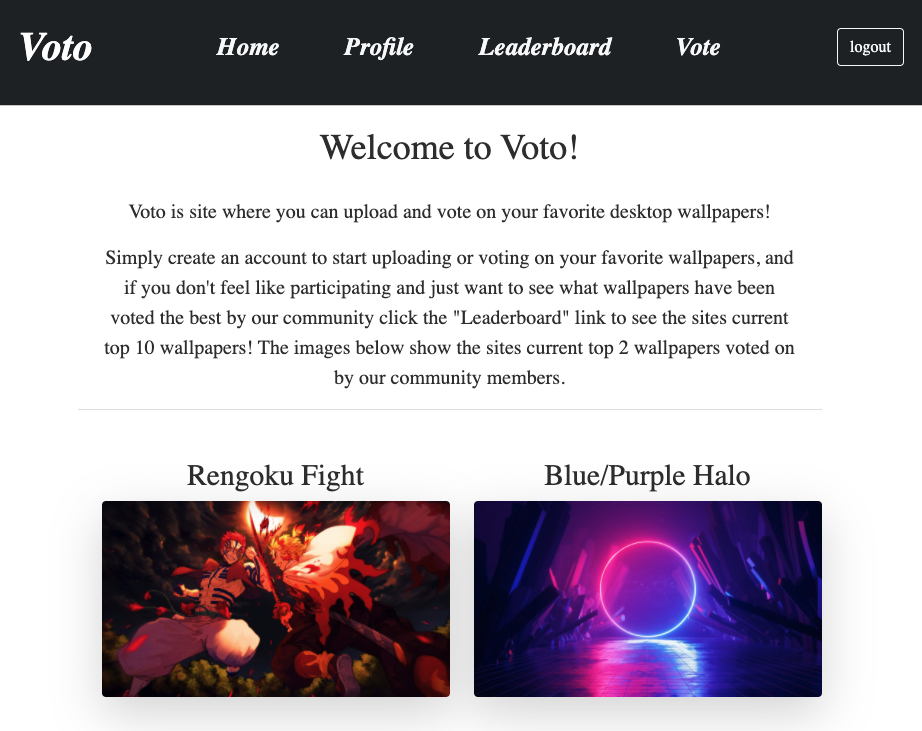 Voto
Home Profile Leaderboard Vote
logout
Welcome to Voto!
Voto is site where you can upload and vote on your favorite desktop wallpapers!
Simply create an account to start uploading or voting on your favorite wallpapers, and
if you don't feel like participating and just want to see what wallpapers have been
voted the best by our community click the "Leaderboard" link to see the sites current
top 10 wallpapers! The images below show the sites current top 2 wallpapers voted on
by our community members.
Rengoku Fight
Blue/Purple Halo